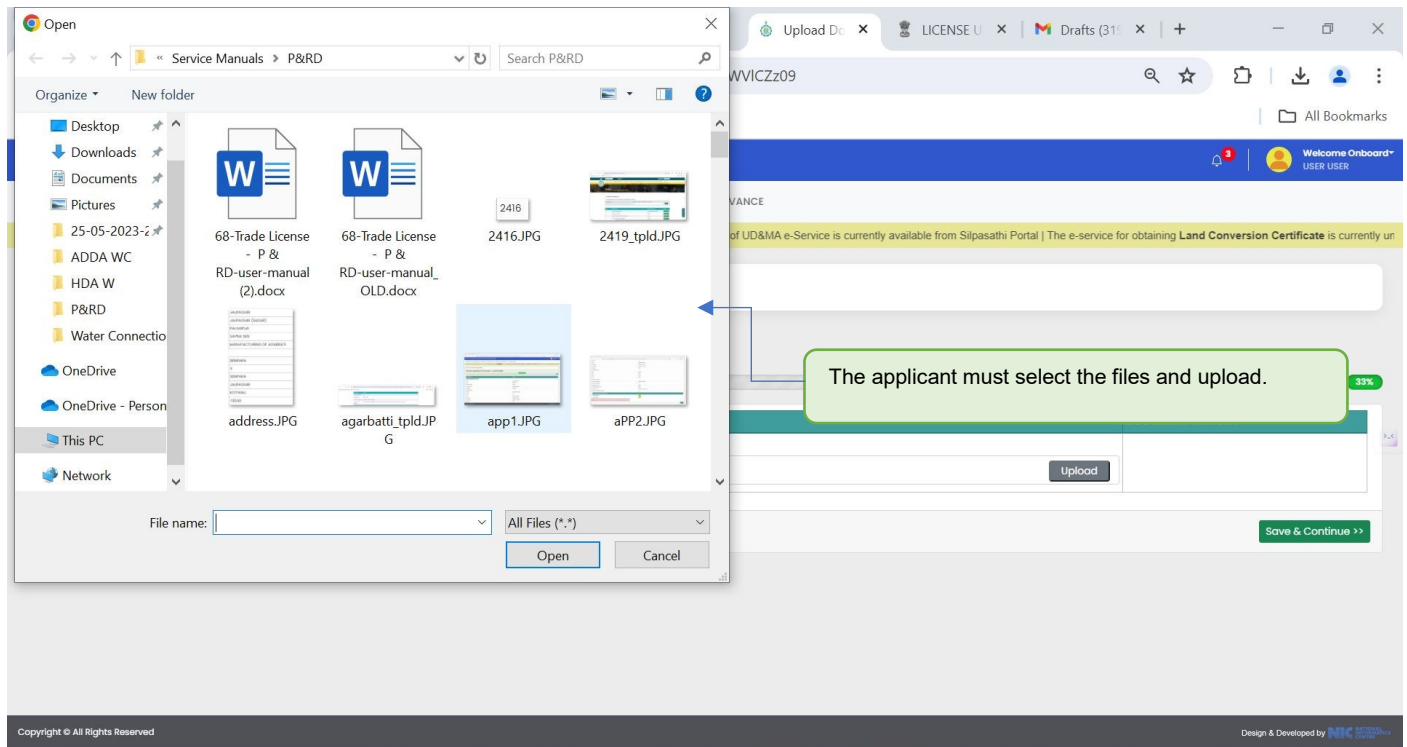 Open
Upload Do
LICENSE U
Drafts (31
Service Manuals > P&RD
Search P&RD
WVlCZz09
Organize
New folder
All Bookmarks
Desktop
Downloads
Documents
Pictures
25-05-2023-2
ADDA WC
HDA W
P&RD
Water Connectio
OneDrive
OneDrive - Person
This PC
Network
3
Welcome Onboard
USER USER
VANCE
of UD&MA e-Service is currently available from Silpasathi Portal | The e-service for obtaining Land Conversion Certificate is currently un
2416
68-Trade License
- P &
RD-user-manual
(2).docx
68-Trade License
- P &
RD-user-manual_
OLD.docx
2416.JPG
2419_tpld.JPG
address.JPG
agarbatti_tpld.JP
G
app1.JPG
aPP2.JPG
The applicant must select the files and upload.
33%
Upload
File name:
All Files (*.*)
Open
Cancel
Save & Continue >>
Copyright © All Rights Reserved
Design & Developed by NIC